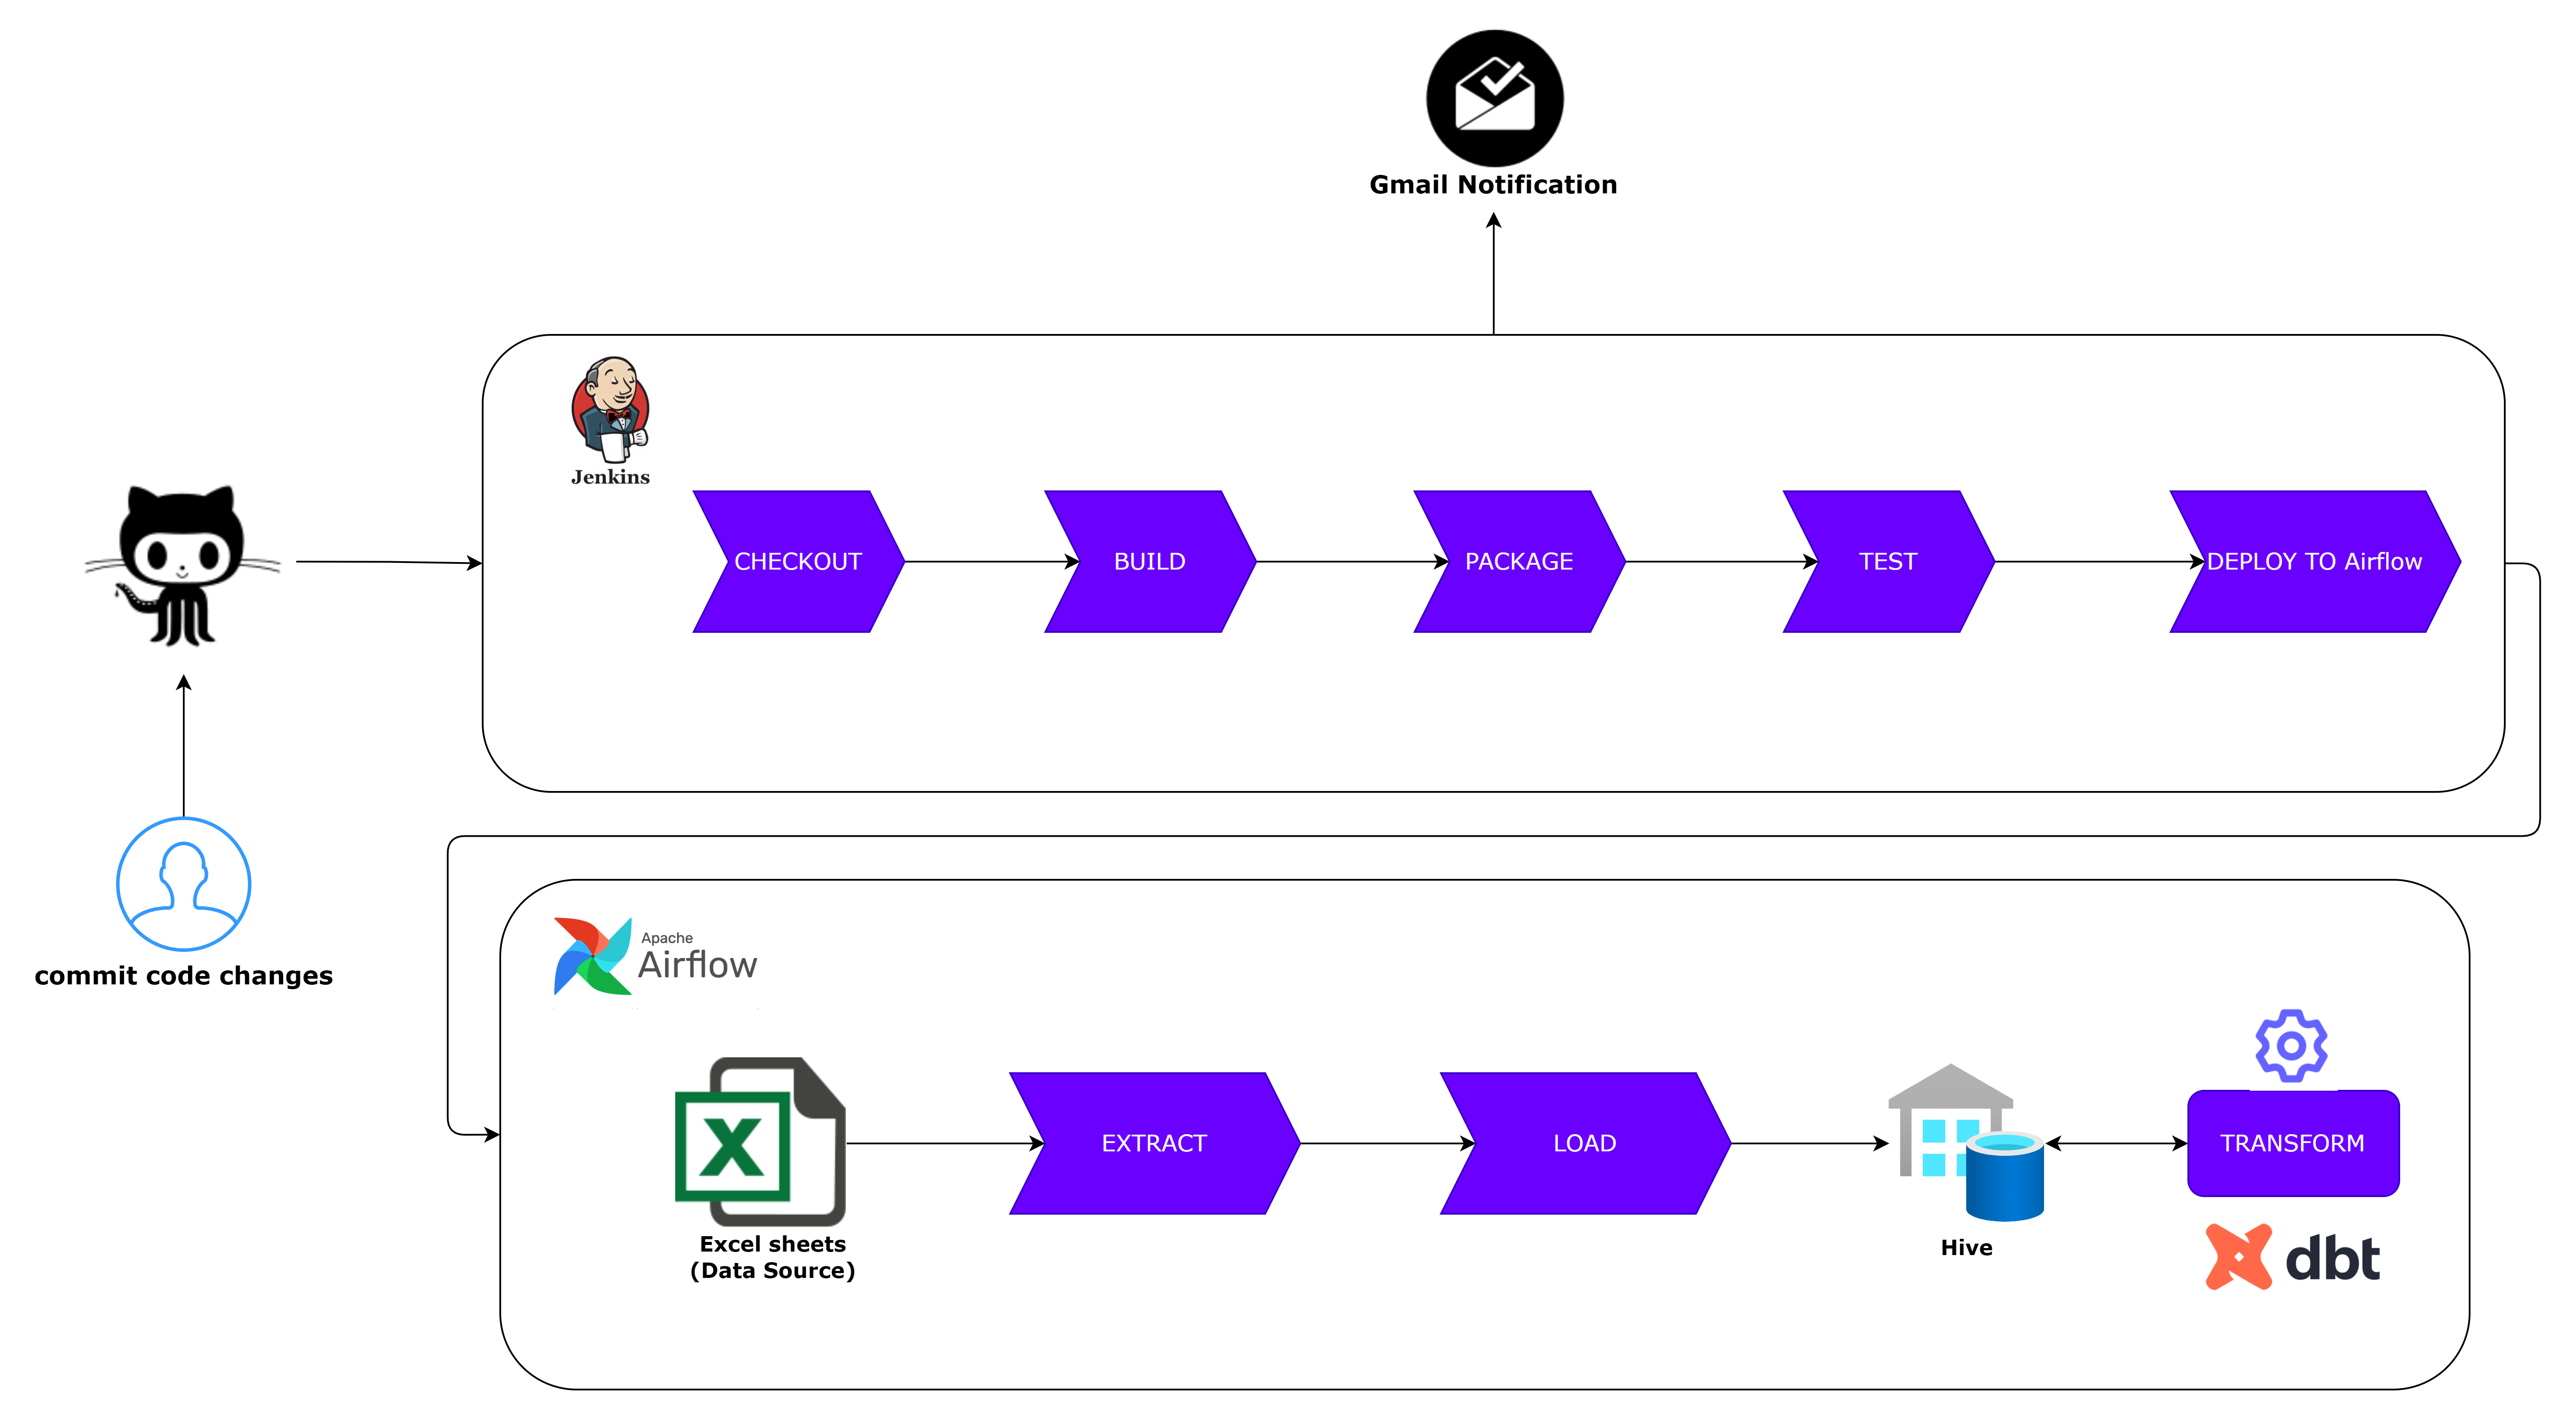 Gmail Notification
Jenkins
CHECKOUT
BUILD
PACKAGE
TEST
DEPLOY TO Airflow
commit code changes
Apache
Airflow
EXTRACT
LOAD
TRANSFORM
Excel sheets
(Data Source)
Hive
dbt